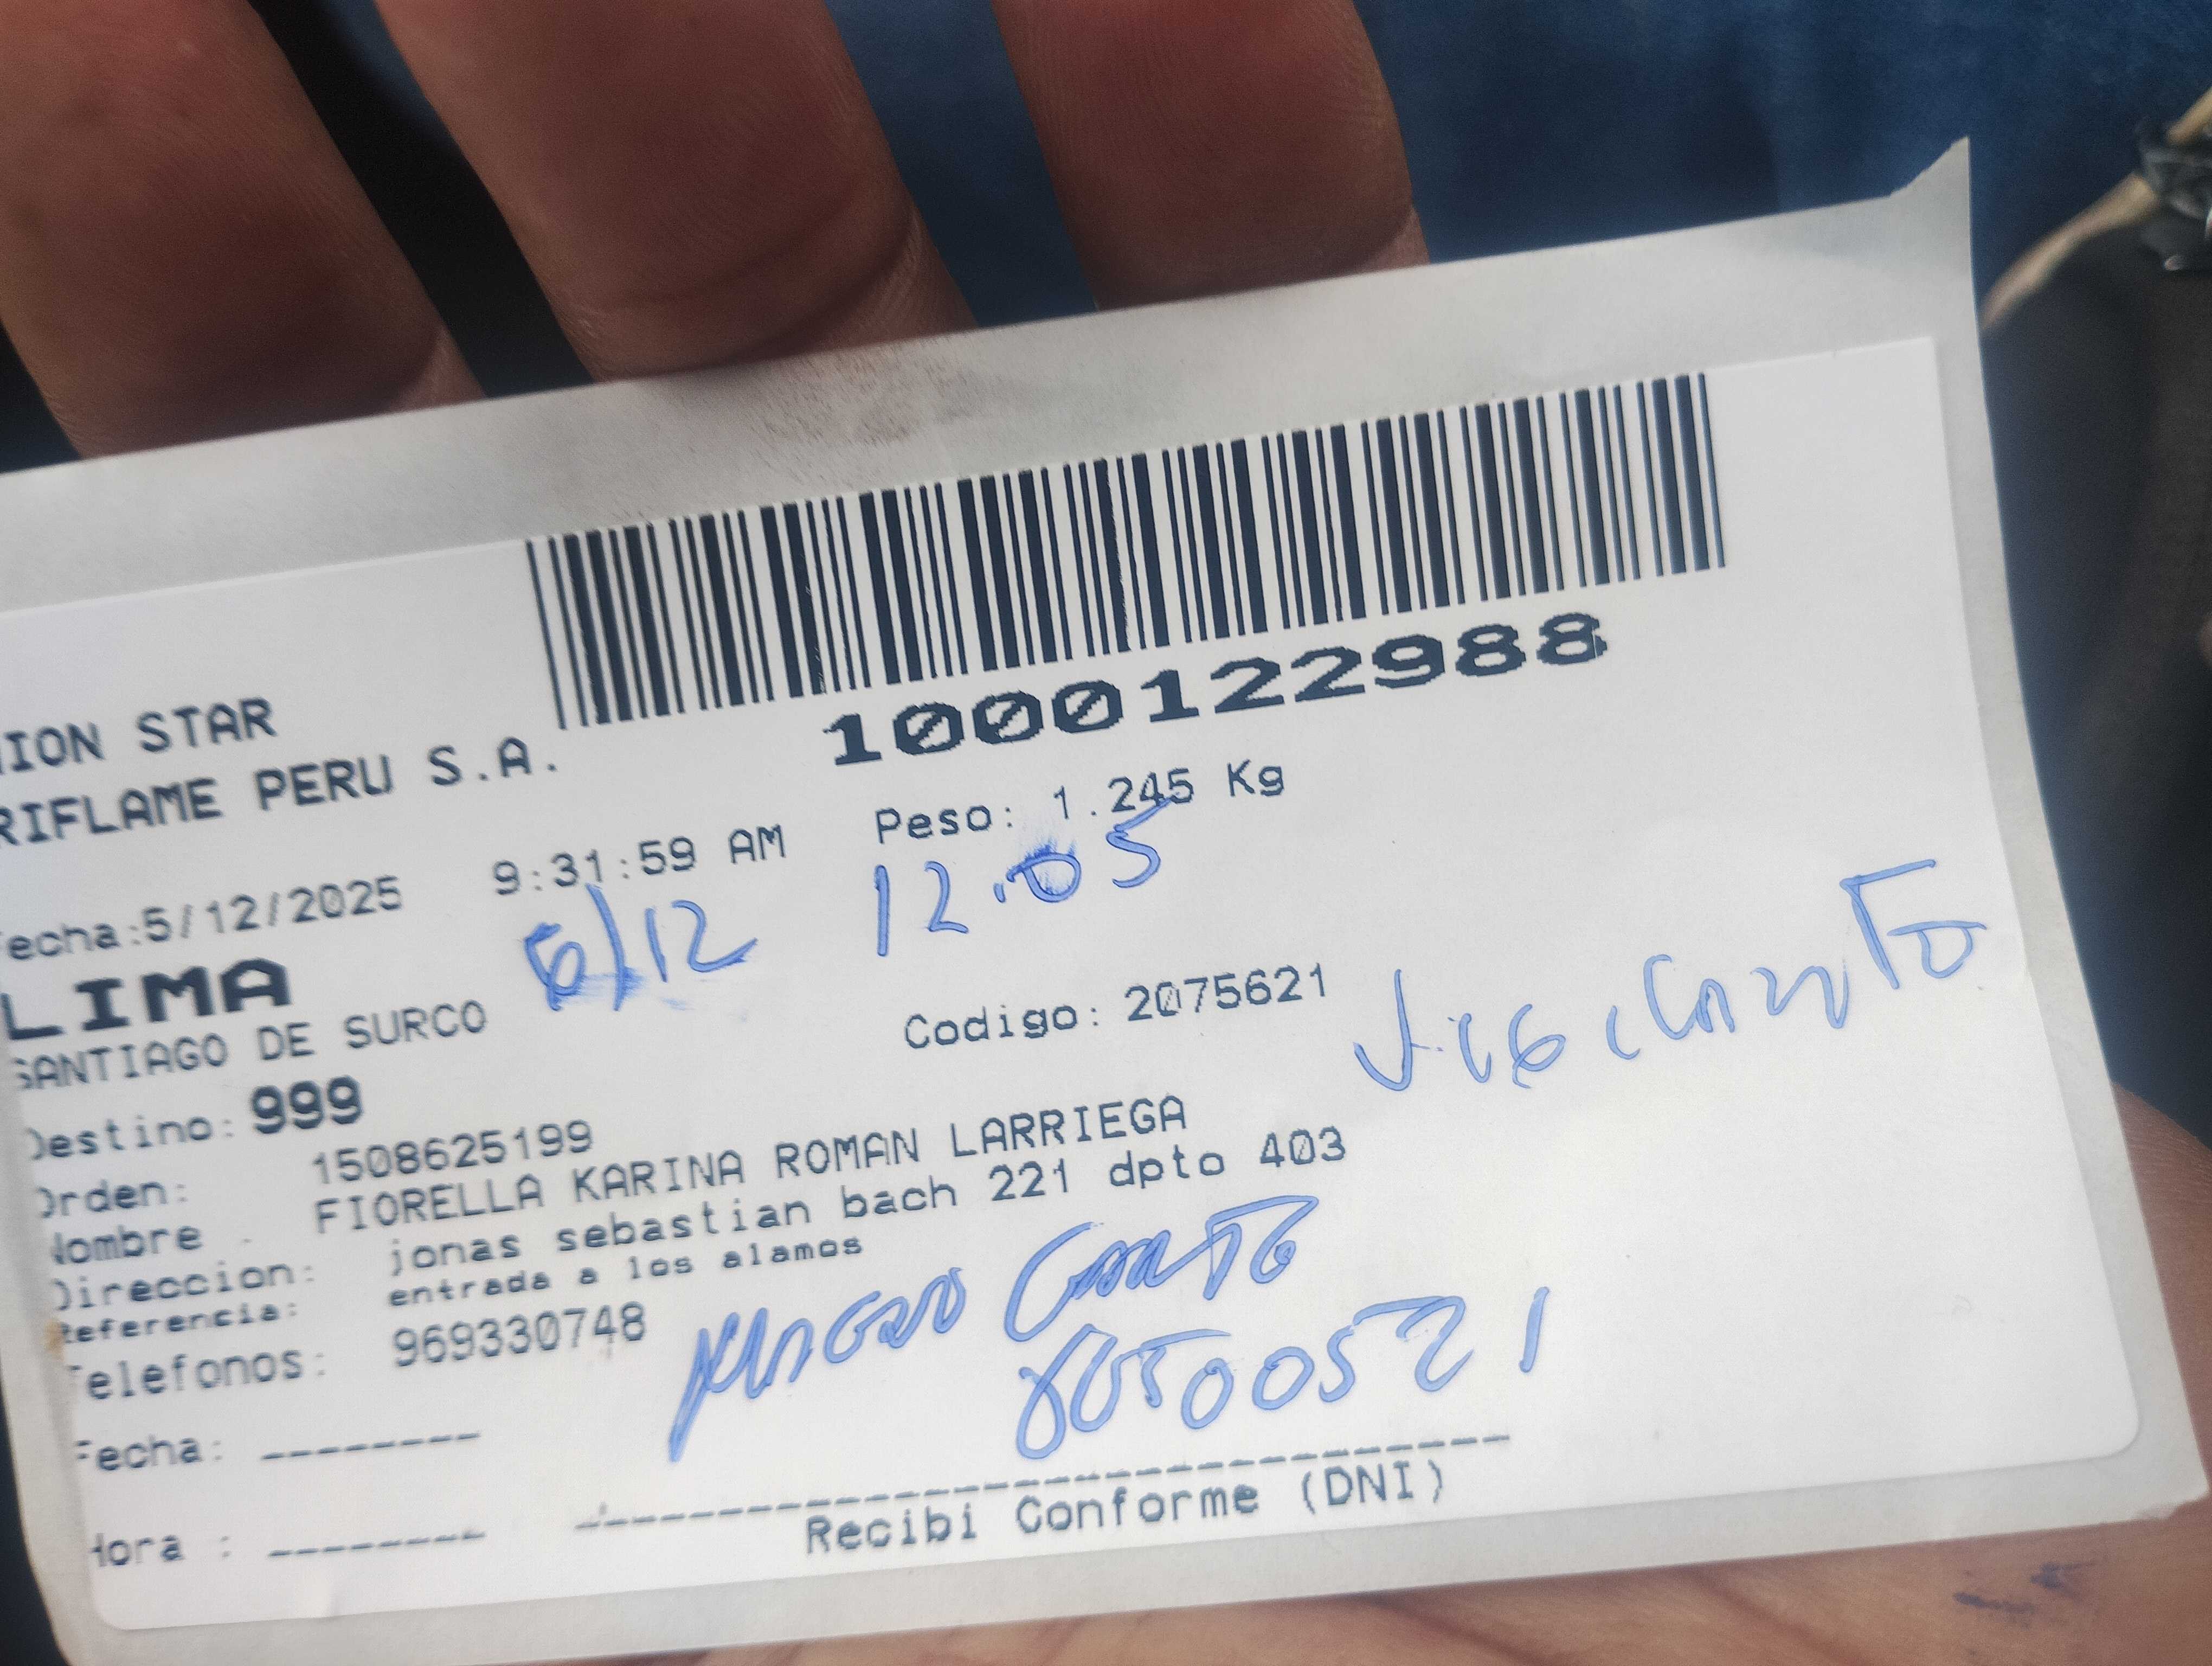 1000122988
ION STAR
RIFLAME PERU S.A.
Peso: 1.245 Kg
echa:5/12/2025 9:31:59 AM
6/12 12.05
LIMA
SANTIAGO DE SURCO
Codigo: 2075621
Destino: 999
Orden: 1508625199
Nombre . FIORELLA KARINA ROMAN LARRIEGA
Direccion: jonas sebastian bach 221 dpto 403
Referencia: entrada a los alamos
Telefonos: 969330748
Fecha: --------
Hora : --------
Recibi Conforme (DNI)